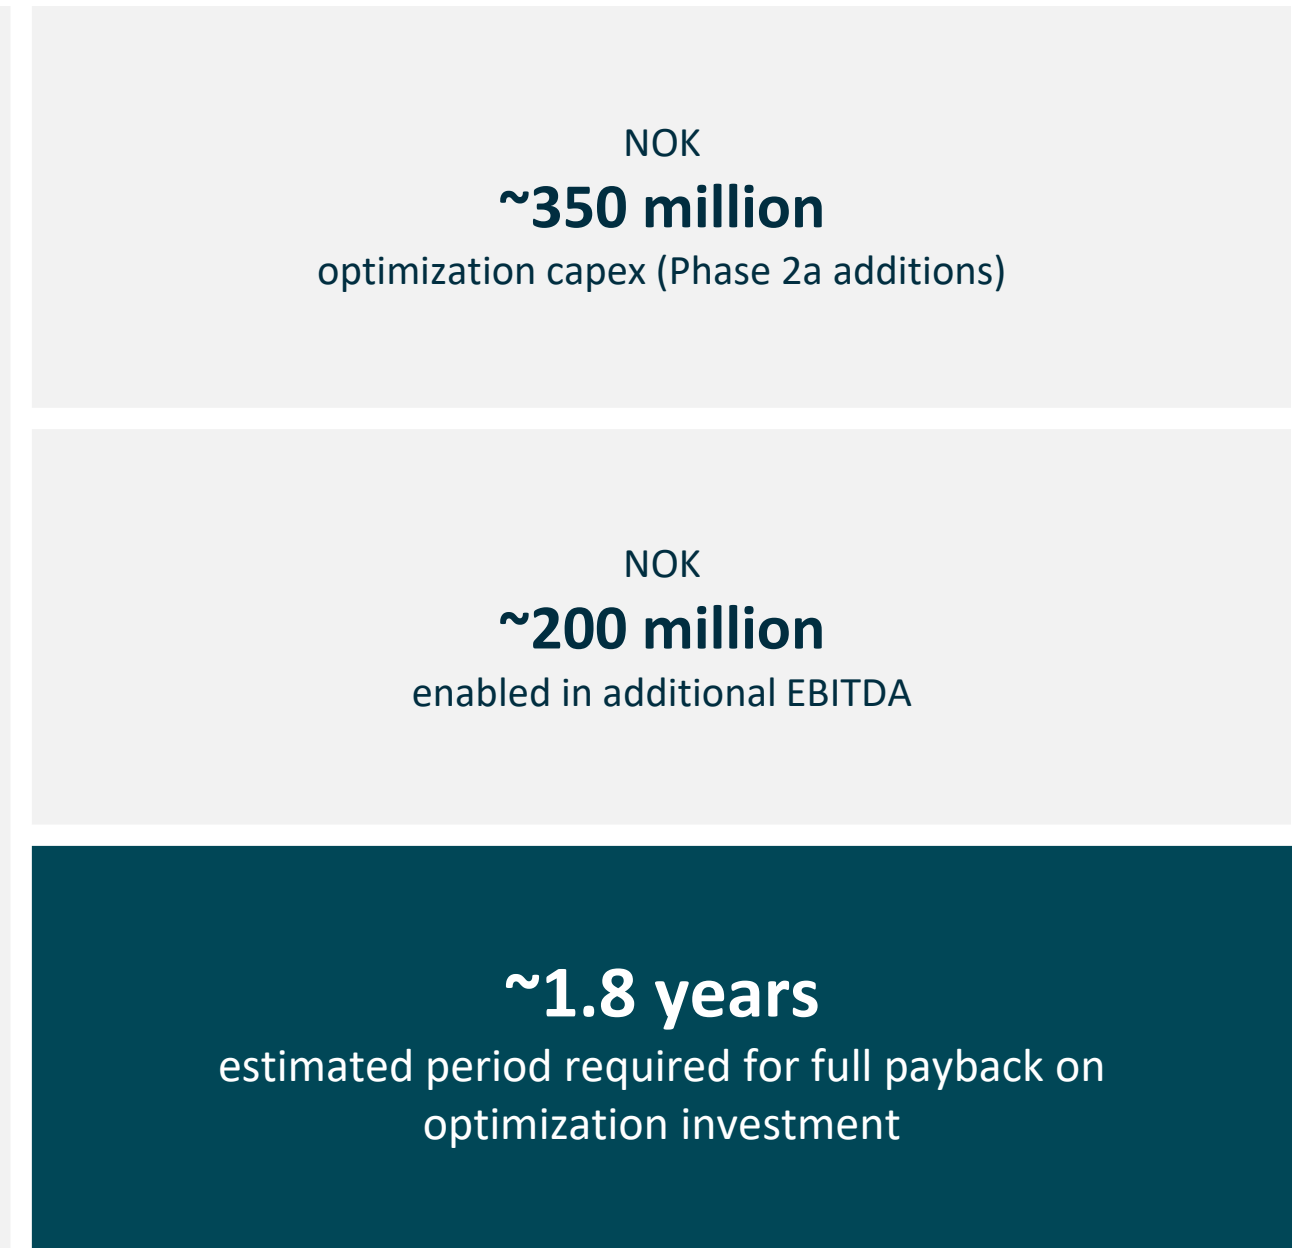 NOK
~350 million
optimization capex (Phase 2a additions)
NOK
~200 million
enabled in additional EBITDA
~1.8 years
estimated period required for full payback on
optimization investment